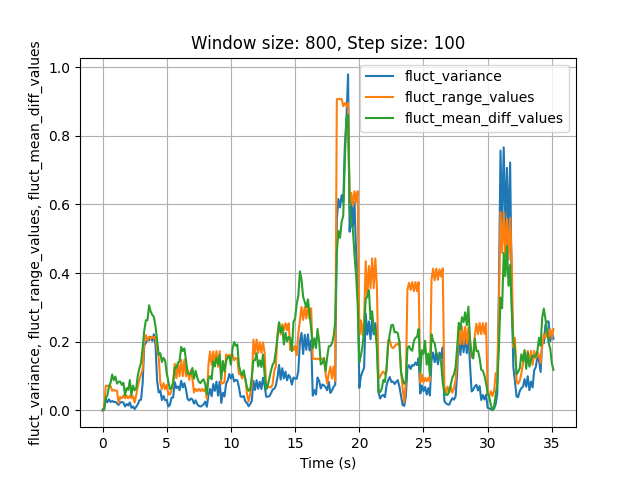 Window size: 800, Step size: 100
fluct_variance, fluct_range_values, fluct_mean_diff_values
1.0
0.8
0.6
0.4
0.2
0.0
fluct_variance
fluct_range_values
fluct_mean_diff_values
0 5 10 15 20 25 30 35
Time (s)